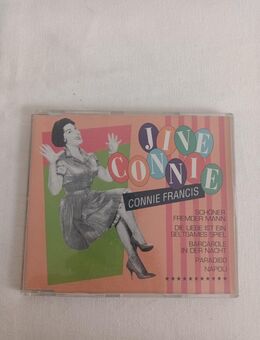 JIVE
CONNIE
CONNIE FRANCIS
SCHÖNER
FREMDER MANN
DIE LIEBE IST EIN
SELTSAMES SPIEL
BARCAROLE
IN DER NACHT
PARADISO
NAPOLI